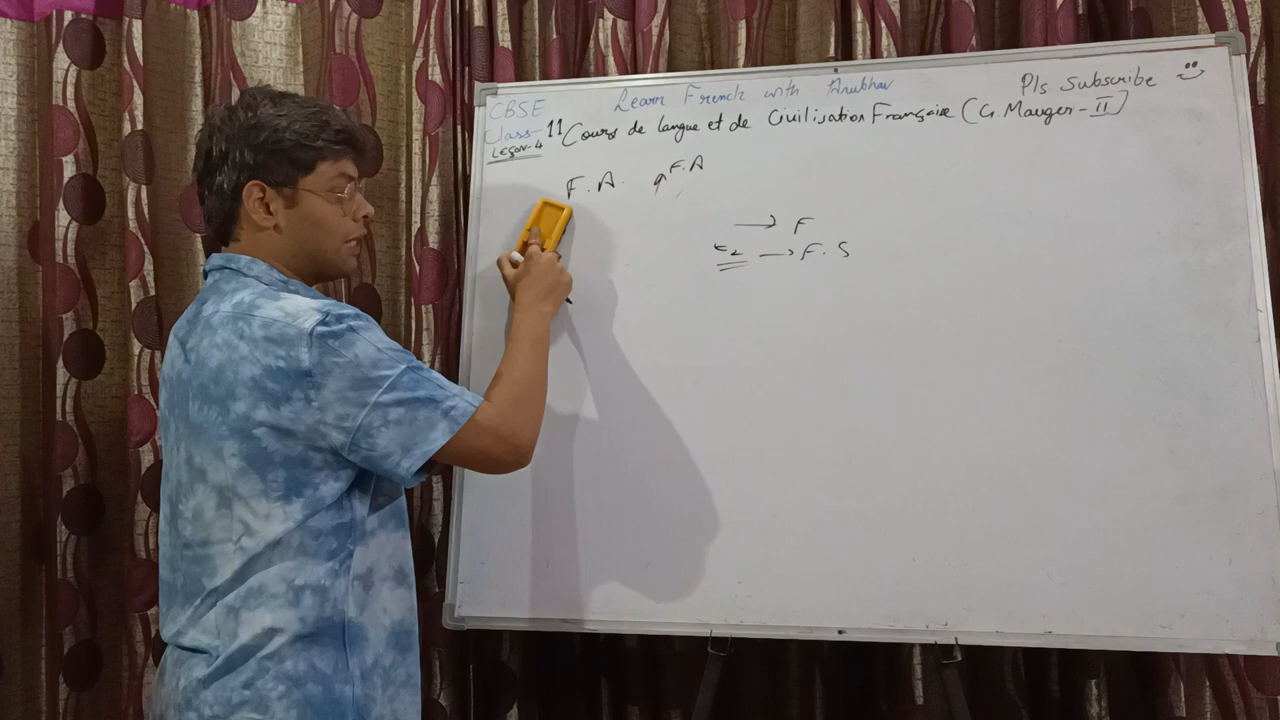 CBSE Learn French with Anubhav Pls Subscribe
Class-11 Cours de langue et de Civilisation Française (G. Mauger-II)
LEÇON-4
F.A. F.A
→ F
→ F.S